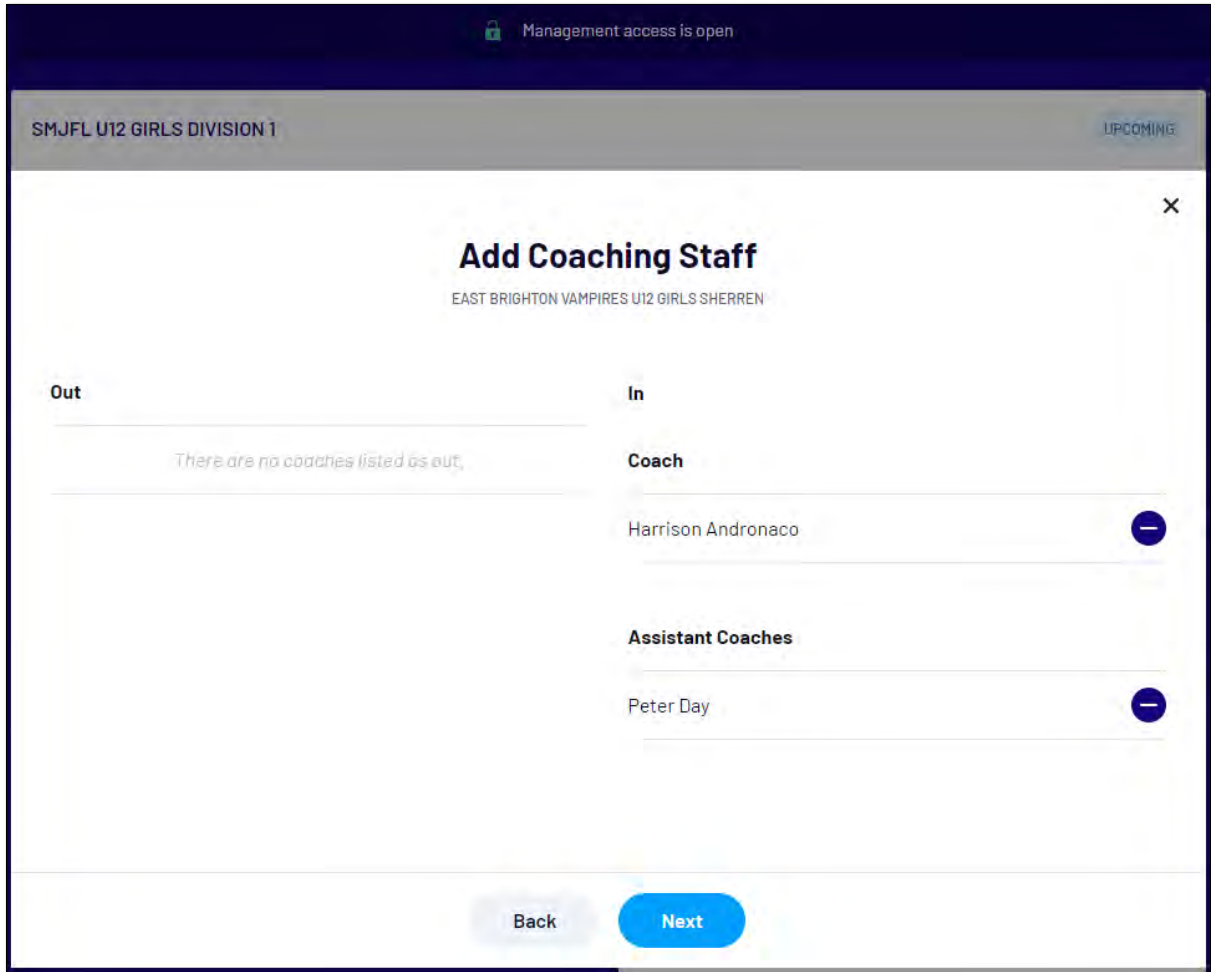 Management access is open
SMJFL U12 GIRLS DIVISION 1
UPCOMING
Add Coaching Staff
EAST BRIGHTON VAMPIRES U12 GIRLS SHERREN
Out
There are no coaches listed as out.
In
Coach
Harrison Andronaco
Assistant Coaches
Peter Day
Back
Next